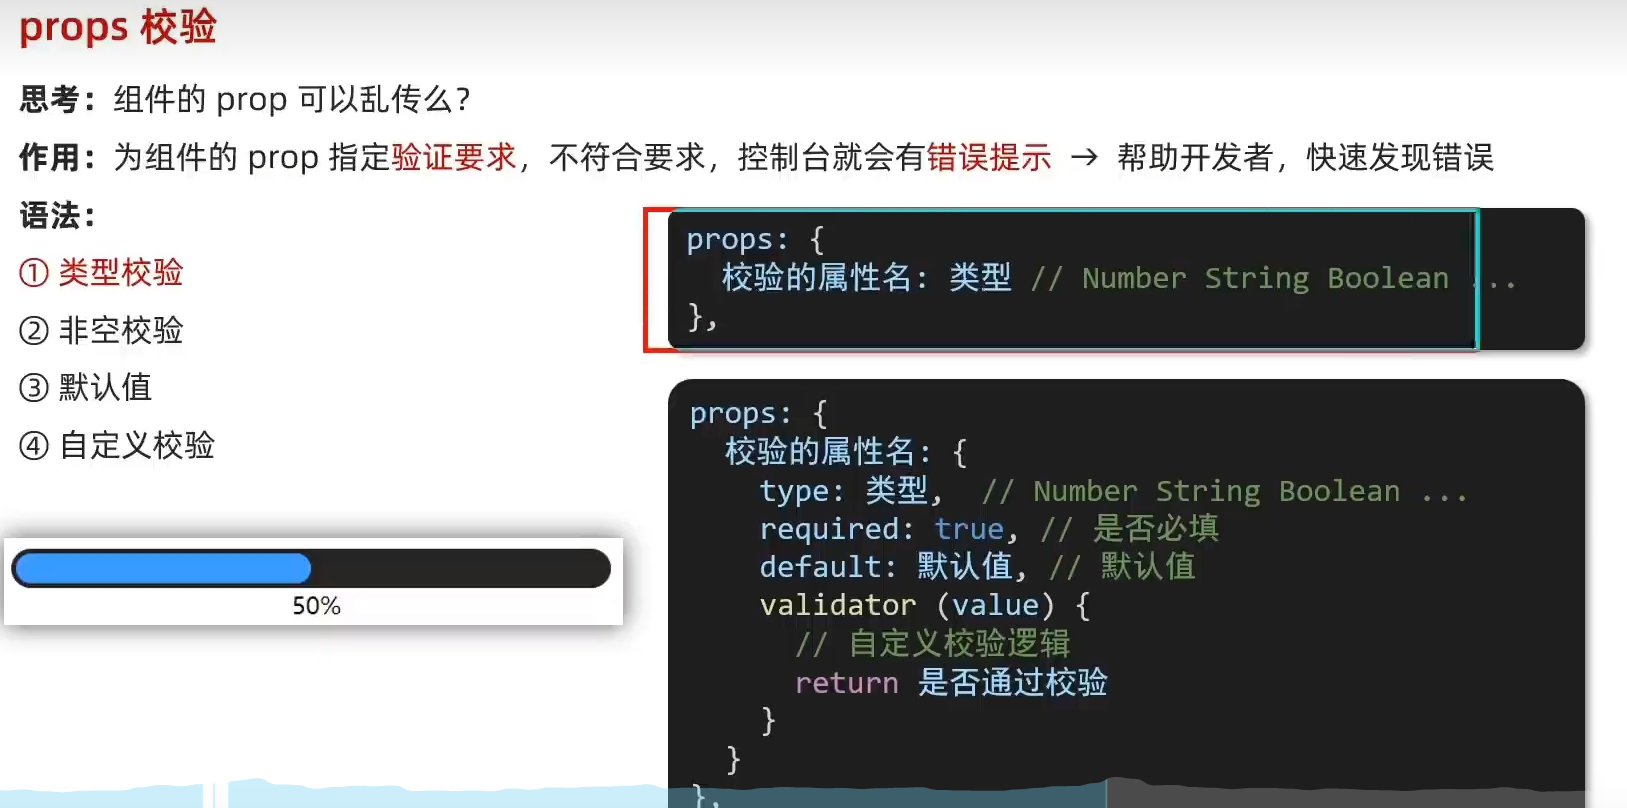 props 校验
思考：组件的 prop 可以乱传么？
作用：为组件的 prop 指定验证要求，不符合要求，控制台就会有错误提示 → 帮助开发者，快速发现错误
语法：
① 类型校验
② 非空校验
③ 默认值
④ 自定义校验
50%
props: {
  校验的属性名: 类型 // Number String Boolean ...
},
props: {
  校验的属性名: {
    type: 类型, // Number String Boolean ...
    required: true, // 是否必填
    default: 默认值, // 默认值
    validator (value) {
      // 自定义校验逻辑
      return 是否通过校验
    }
  }
},